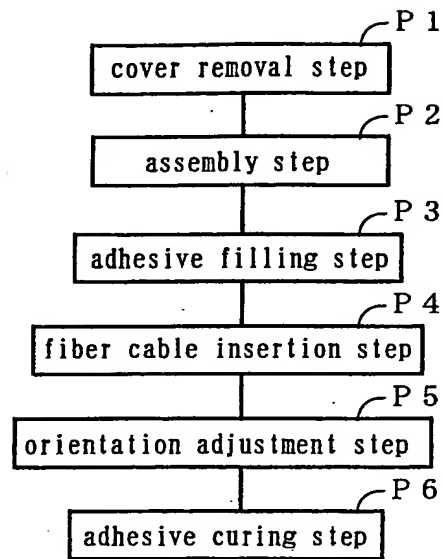 P 1
cover removal step
P 2
assembly step
P 3
adhesive filling step
P 4
fiber cable insertion step
P 5
orientation adjustment step
P 6
adhesive curing step